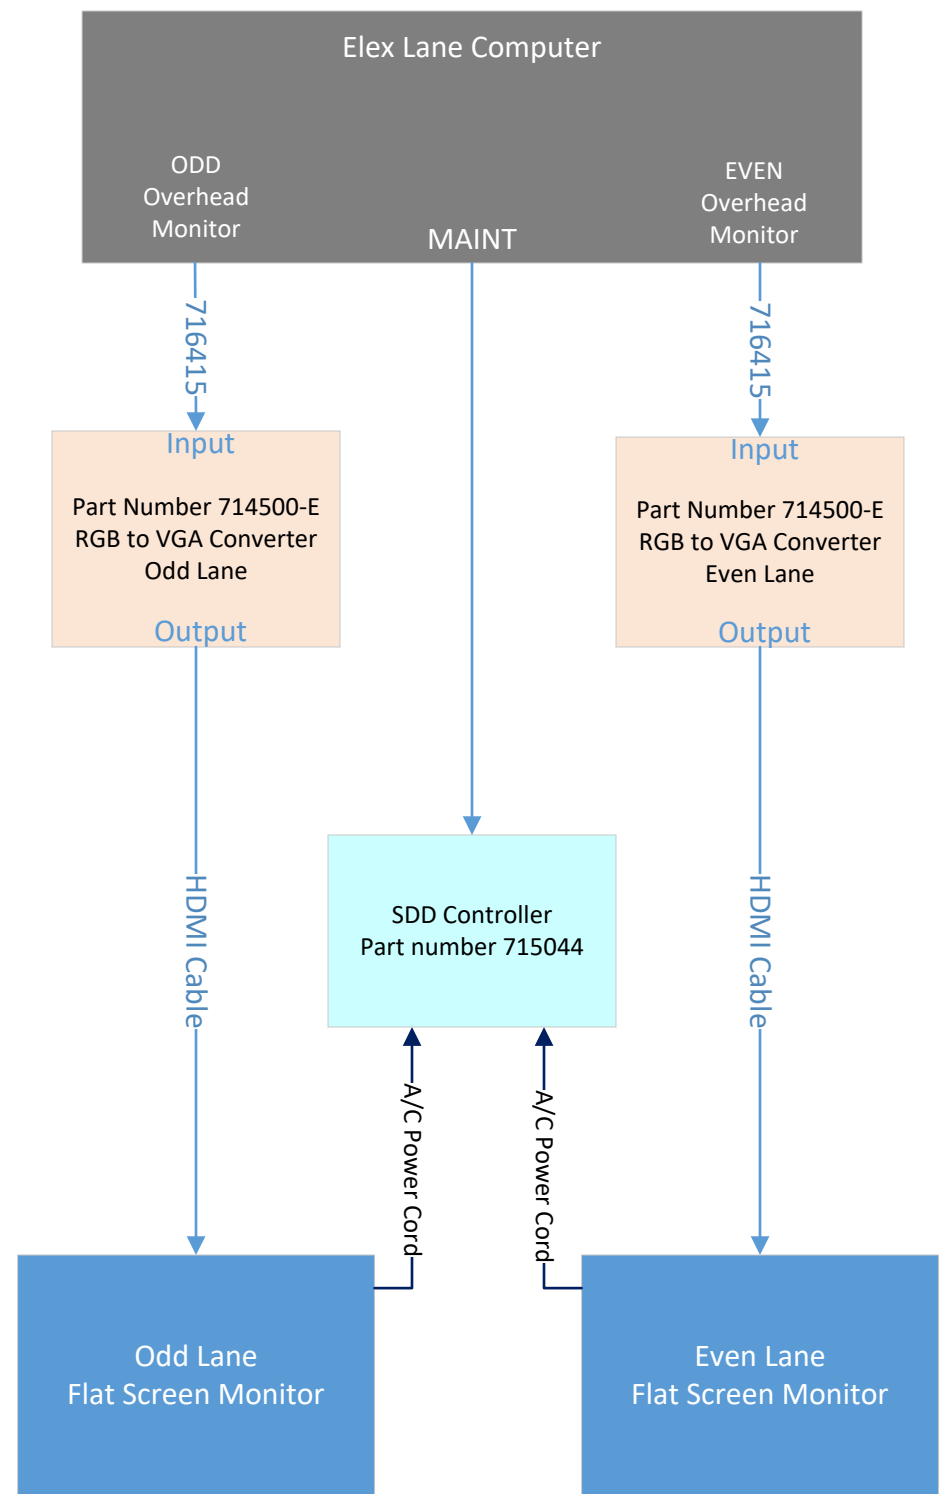 Elex Lane Computer
ODD
Overhead
Monitor
MAINT
EVEN
Overhead
Monitor
716415
716415
Input
Part Number 714500-E
RGB to VGA Converter
Odd Lane
Output
Input
Part Number 714500-E
RGB to VGA Converter
Even Lane
Output
HDMI Cable
SDD Controller
Part number 715044
HDMI Cable
A/C Power Cord
A/C Power Cord
Odd Lane
Flat Screen Monitor
Even Lane
Flat Screen Monitor